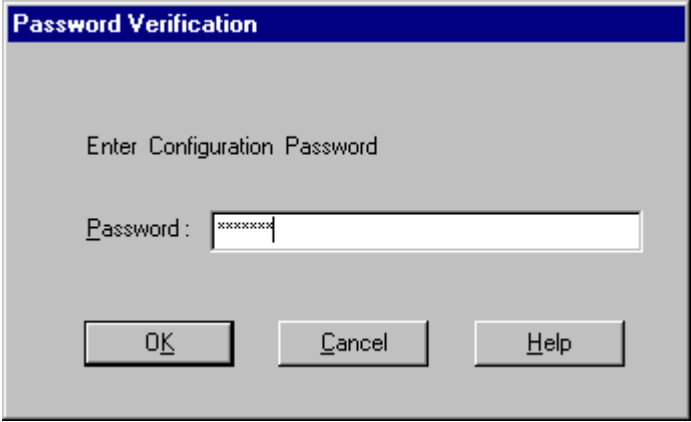 Password Verification
Enter Configuration Password
Password : *******
OK Cancel Help